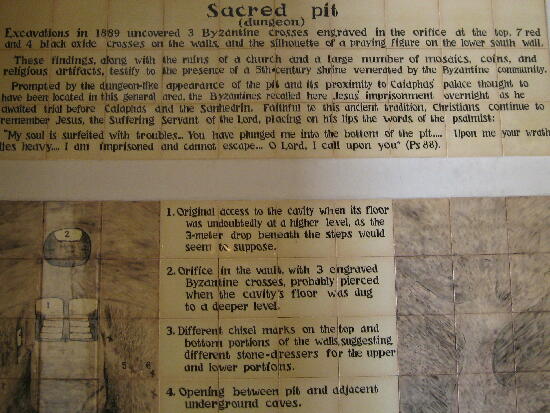 Sacred pit
(dungeon)
Excavations in 1889 uncovered 3 Byzantine crosses engraved in the orifice at the top, 7 red
and 4 black oxide crosses on the walls, and the silhouette of a praying figure on the lower south wall.
These findings, along with the ruins of a church and a large number of mosaics, coins, and
religious artifacts, testify to the presence of a 5th century shrine venerated by the Byzantine community.
Prompted by the dungeon-like appearance of the pit and its proximity to Caiaphas' palace thought to
have been located in this general area, the Byzantines recalled here Jesus' imprisonment overnight as he
awaited trial before Caiaphas and the Sanhedrin. Faithful to this ancient tradition, Christians continue to
remember Jesus, the Suffering Servant of the Lord, placing on his lips the words of the psalmist:
"My soul is surfeited with troubles... You have plunged me into the bottom of the pit.... Upon me your wrath
lies heavy.... I am imprisoned and cannot escape... O Lord, I call upon you" (Ps 88).
1. Original access to the cavity when its floor
was undoubtedly at a higher level, as the
3-meter drop beneath the steps would
seem to suppose.
2. Orifice in the vault, with 3 engraved
Byzantine crosses, probably pierced
when the cavity's floor was dug
to a deeper level.
3. Different chisel marks on the top and
bottom portions of the walls, suggesting
different stone-dressers for the upper
and lower portions.
4. Opening between pit and adjacent
underground caves.
2
1
5 6